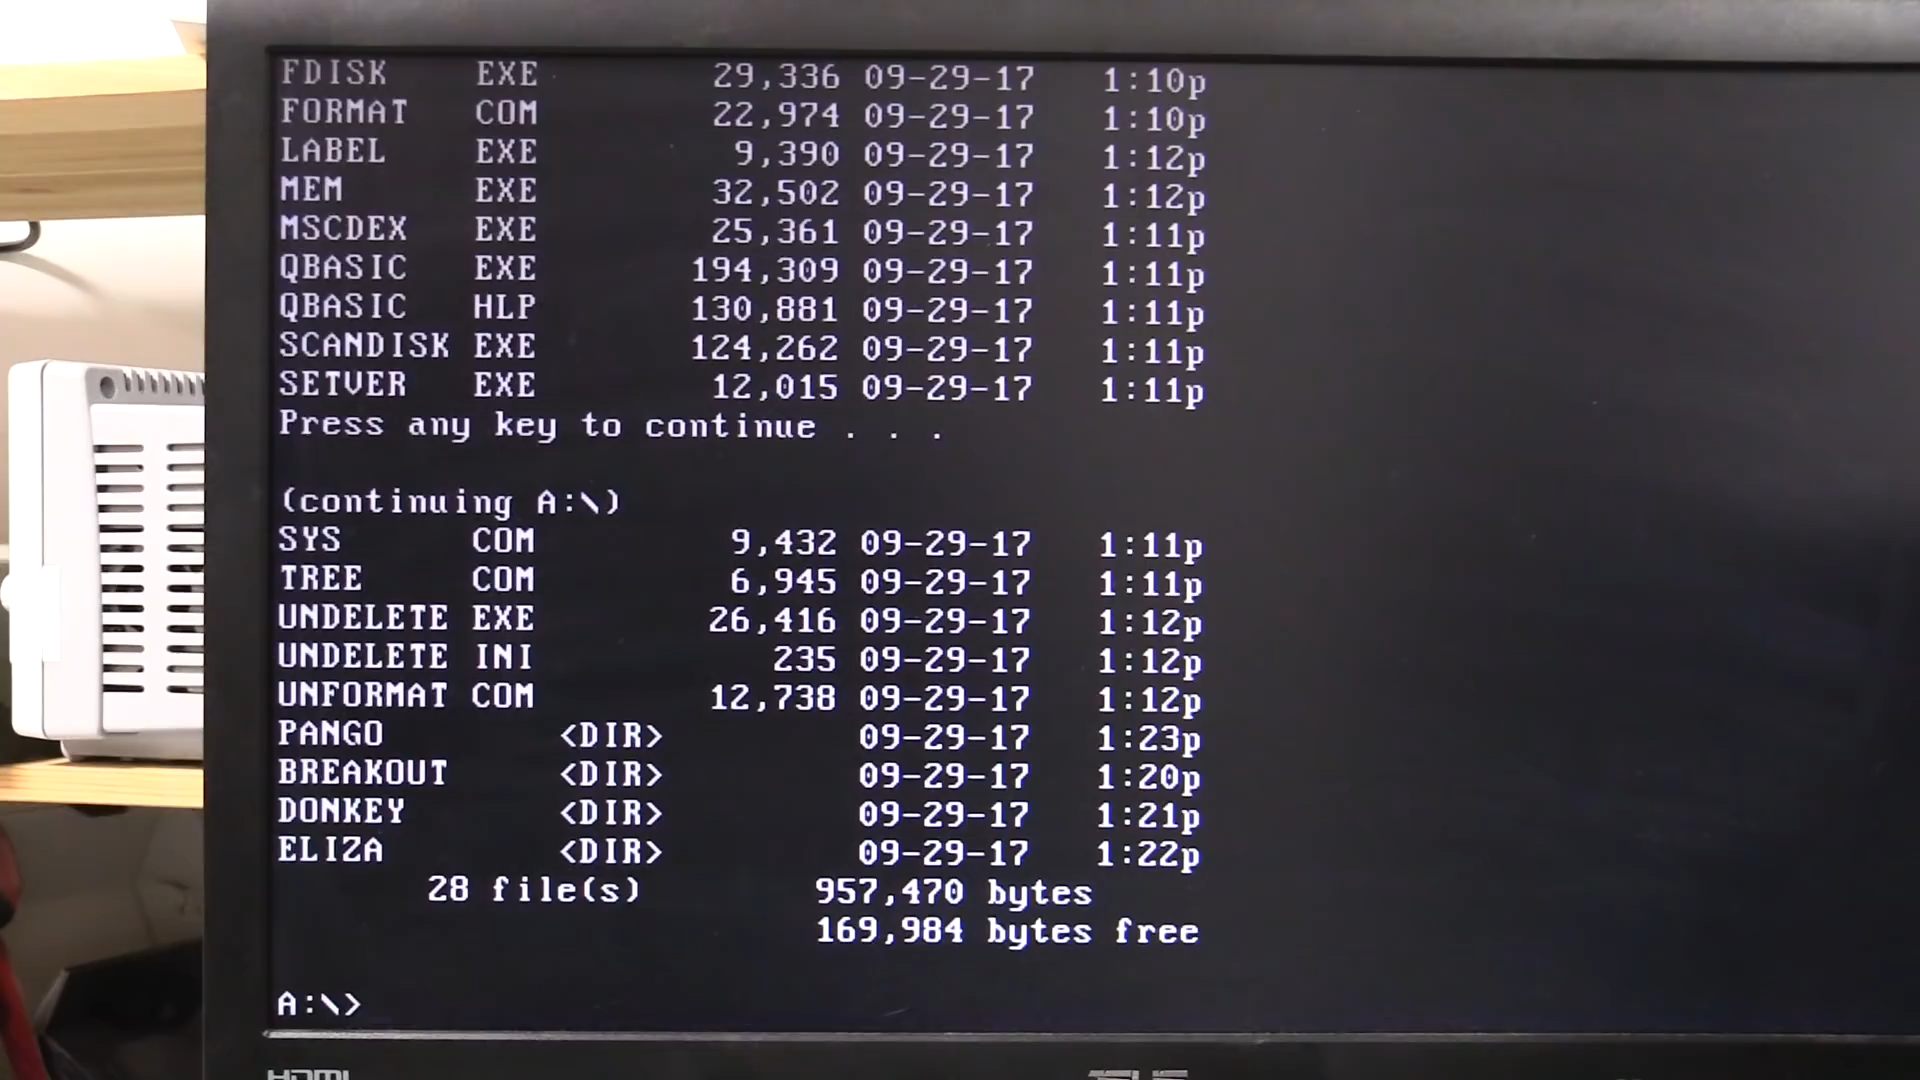 FDISK    EXE        29,336 09-29-17   1:10p
FORMAT   COM        22,974 09-29-17   1:10p
LABEL    EXE         9,390 09-29-17   1:12p
MEM      EXE        32,502 09-29-17   1:12p
MSCDEX   EXE        25,361 09-29-17   1:11p
QBASIC   EXE       194,309 09-29-17   1:11p
QBASIC   HLP       130,881 09-29-17   1:11p
SCANDISK EXE       124,262 09-29-17   1:11p
SETVER   EXE        12,015 09-29-17   1:11p
Press any key to continue . . .
(continuing A:\)
SYS      COM         9,432 09-29-17   1:11p
TREE     COM         6,945 09-29-17   1:11p
UNDELETE EXE        26,416 09-29-17   1:12p
UNDELETE INI           235 09-29-17   1:12p
UNFORMAT COM        12,738 09-29-17   1:12p
PANGO        <DIR>         09-29-17   1:23p
BREAKOUT     <DIR>         09-29-17   1:20p
DONKEY       <DIR>         09-29-17   1:21p
ELIZA        <DIR>         09-29-17   1:22p
       28 file(s)        957,470 bytes
                         169,984 bytes free
A:\>
HDMI